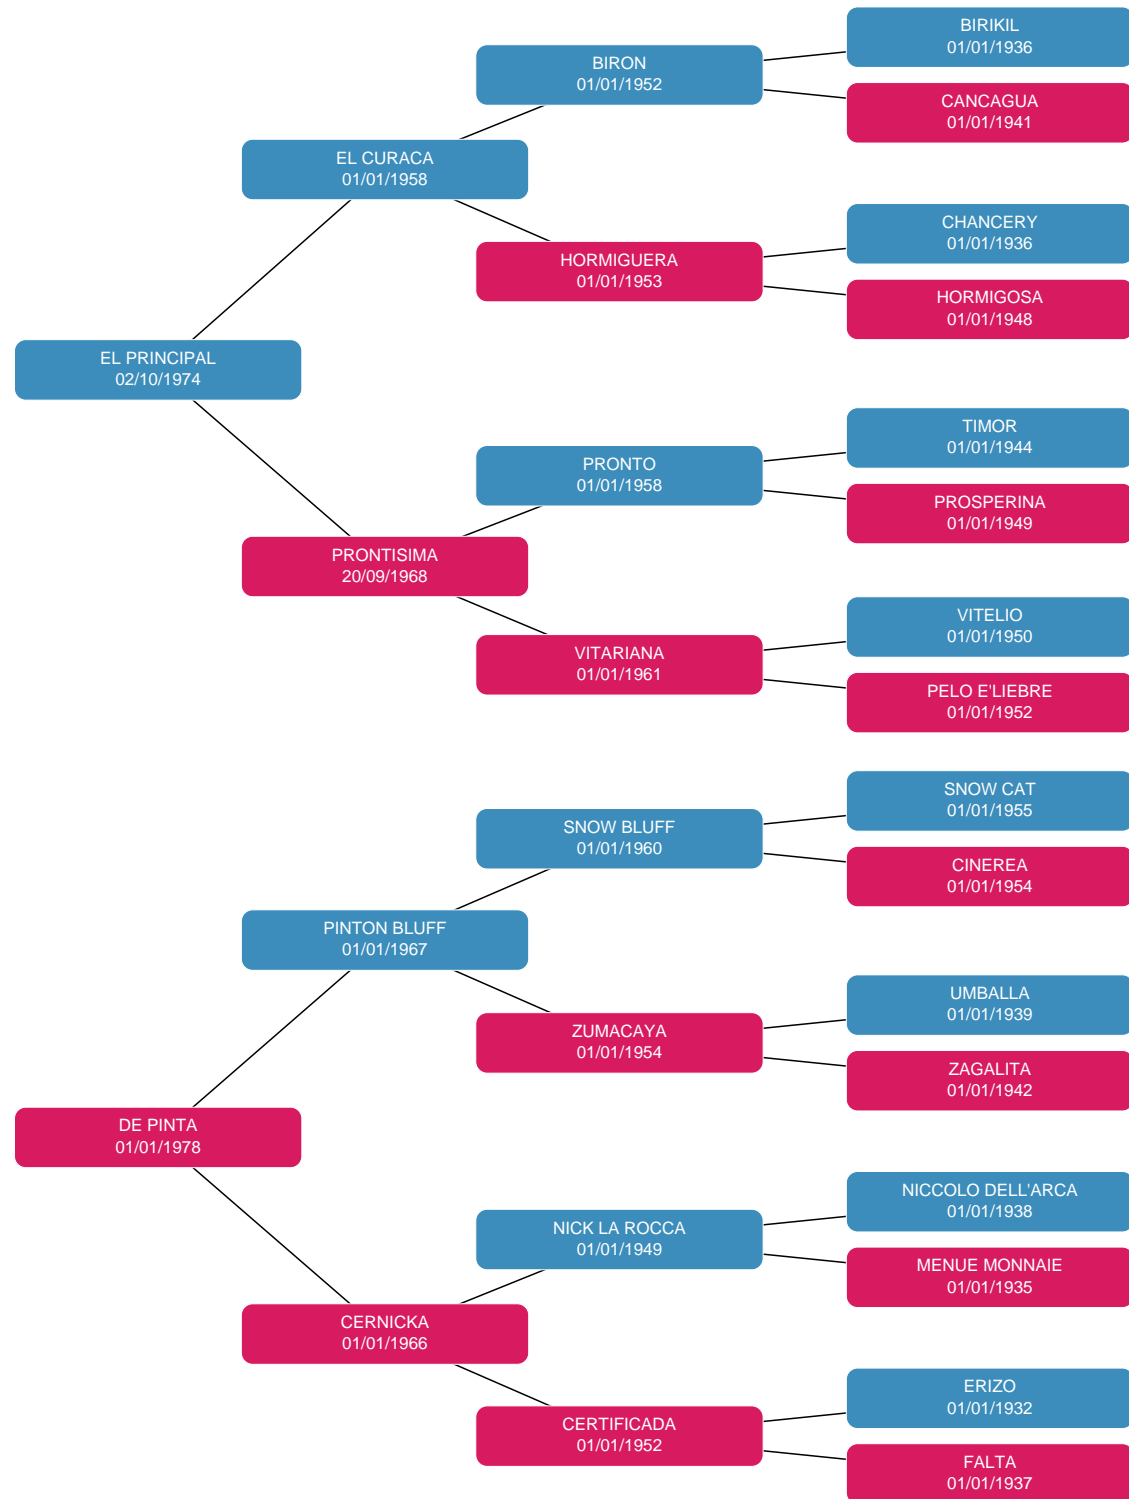 BIRIKIL
01/01/1936
BIRON
01/01/1952
CANCAGUA
01/01/1941
EL CURACA
01/01/1958
CHANCERY
01/01/1936
HORMIGUERA
01/01/1953
HORMIGOSA
01/01/1948
EL PRINCIPAL
02/10/1974
TIMOR
01/01/1944
PRONTO
01/01/1958
PROSPERINA
01/01/1949
PRONTISIMA
20/09/1968
VITELIO
01/01/1950
VITARIANA
01/01/1961
PELO E'LIEBRE
01/01/1952
SNOW CAT
01/01/1955
SNOW BLUFF
01/01/1960
CINEREA
01/01/1954
PINTON BLUFF
01/01/1967
UMBALLA
01/01/1939
ZUMACAYA
01/01/1954
ZAGALITA
01/01/1942
DE PINTA
01/01/1978
NICCOLO DELL'ARCA
01/01/1938
NICK LA ROCCA
01/01/1949
MENUE MONNAIE
01/01/1935
CERNICKA
01/01/1966
ERIZO
01/01/1932
CERTIFICADA
01/01/1952
FALTA
01/01/1937